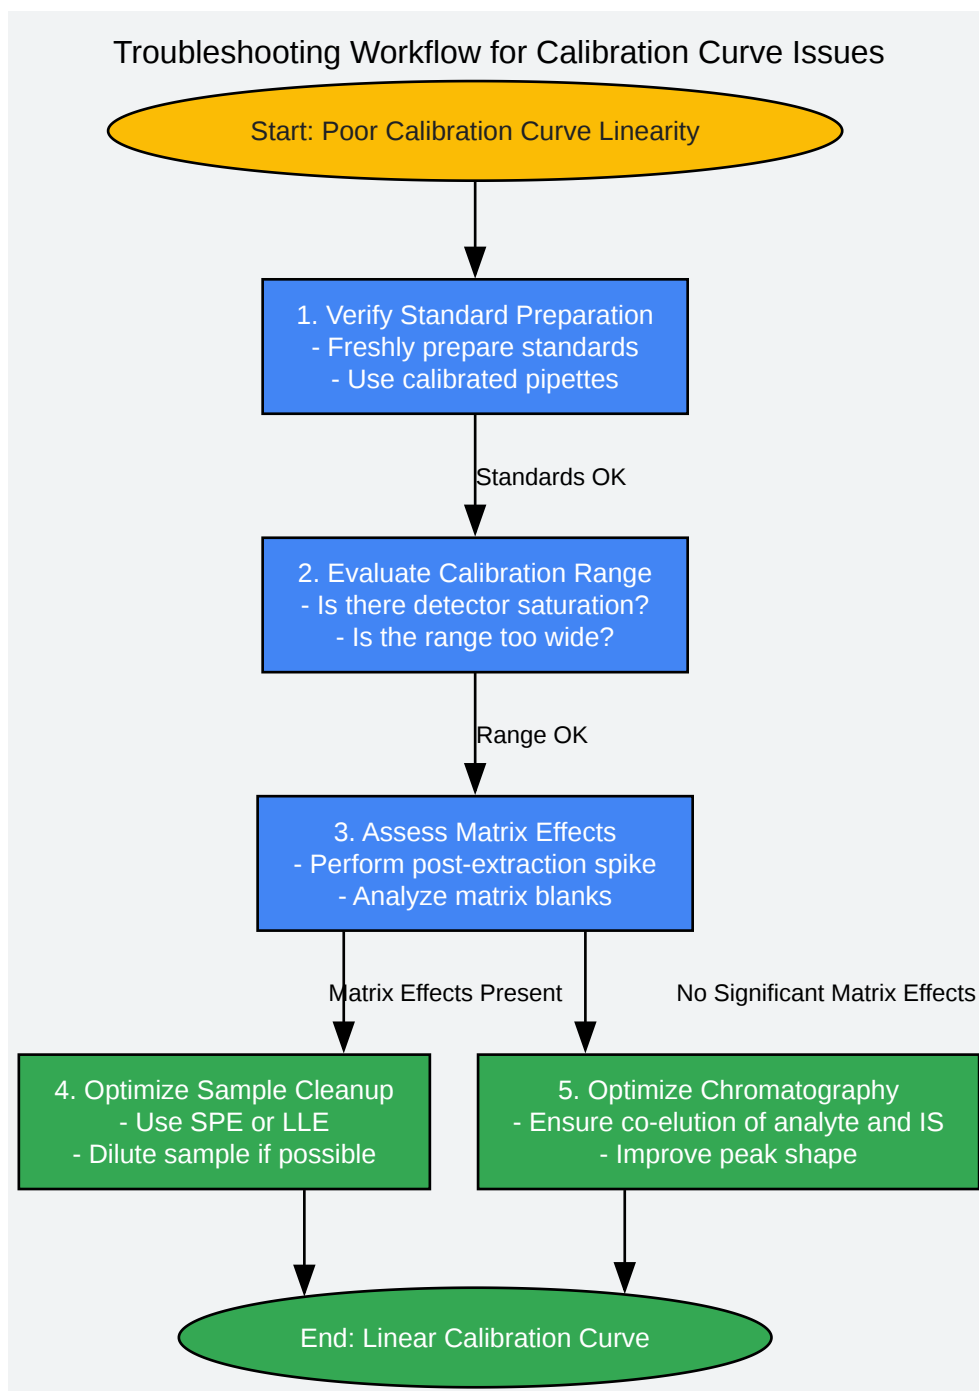 Troubleshooting Workflow for Calibration Curve Issues
Start: Poor Calibration Curve Linearity
1. Verify Standard Preparation
- Freshly prepare standards
- Use calibrated pipettes
Standards OK
2. Evaluate Calibration Range
- Is there detector saturation?
- Is the range too wide?
Range OK
3. Assess Matrix Effects
- Perform post-extraction spike
- Analyze matrix blanks
Matrix Effects Present
No Significant Matrix Effects
4. Optimize Sample Cleanup
- Use SPE or LLE
- Dilute sample if possible
5. Optimize Chromatography
- Ensure co-elution of analyte and IS
- Improve peak shape
End: Linear Calibration Curve